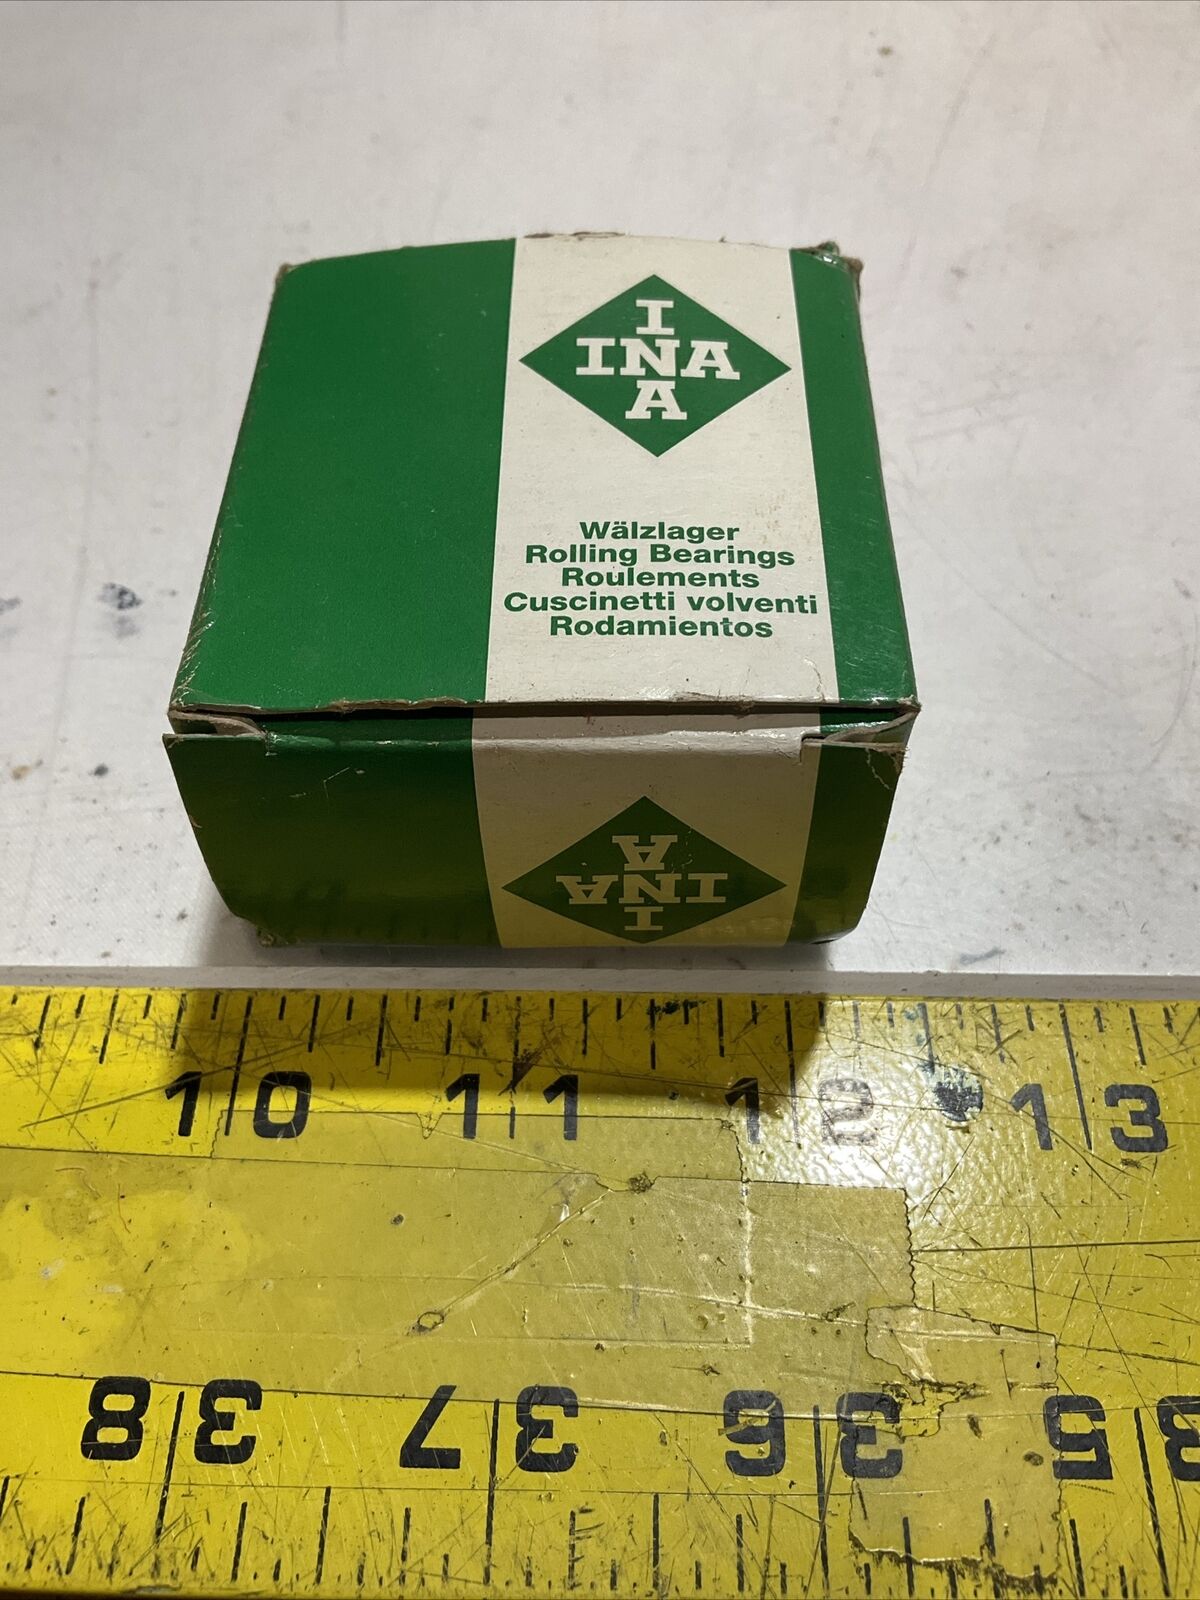 I
INA
A
Wälzlager
Rolling Bearings
Roulements
Cuscinetti volventi
Rodamientos
I
INA
A
10 11 12 13
38 37 36 35